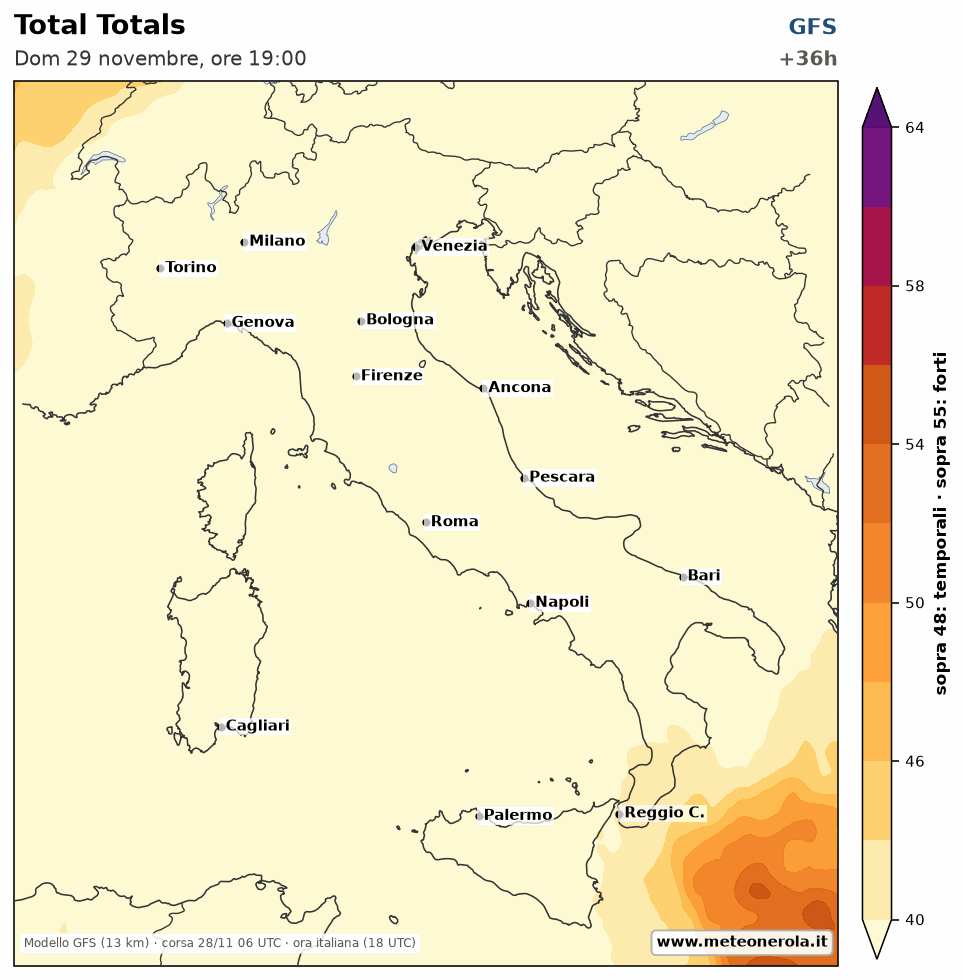 Total Totals
GFS
Dom 29 novembre, ore 19:00
+36h
64
58
54
50
46
40
sopra 48: temporali · sopra 55: forti
Milano
Venezia
Torino
Genova
Bologna
Firenze
Ancona
Pescara
Roma
Bari
Napoli
Cagliari
Palermo
Reggio C.
Modello GFS (13 km) · corsa 28/11 06 UTC · ora italiana (18 UTC)
www.meteonerola.it